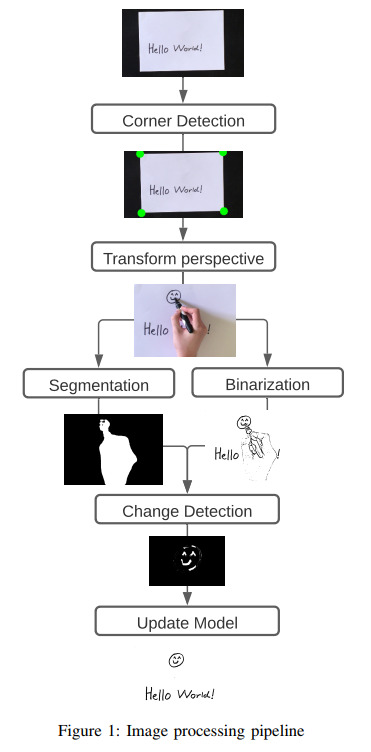 Hello World!
Corner Detection
Hello World!
Transform perspective
Hello !
Segmentation
Binarization
Hello !
Change Detection
Update Model
Hello World!
Figure 1: Image processing pipeline